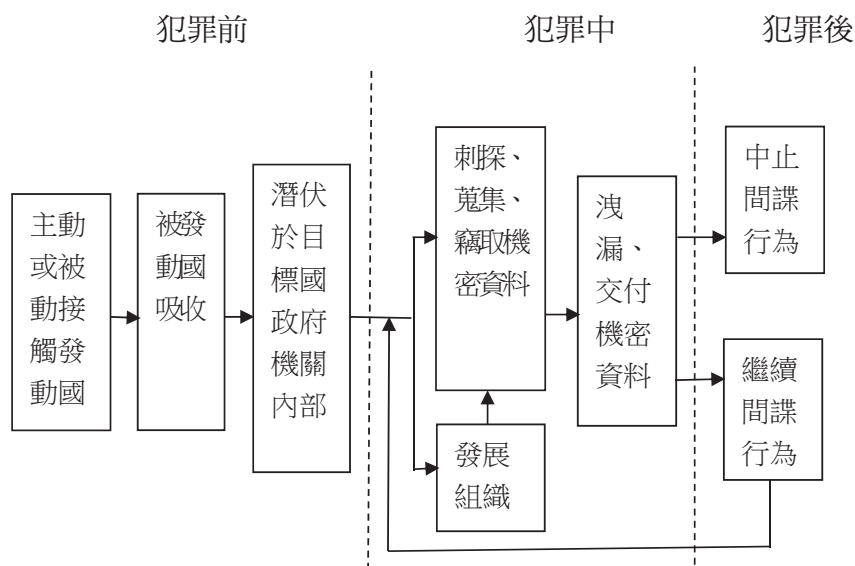 犯罪前
犯罪中
犯罪後
主動
或被
動接
觸發
動國
被發
動國
吸收
潛伏
於目
標國
政府
機關
內部
刺探、
蒐集、
竊取機
密資料
發展
組織
洩
漏、
交付
機密
資料
中止
間諜
行為
繼續
間諜
行為